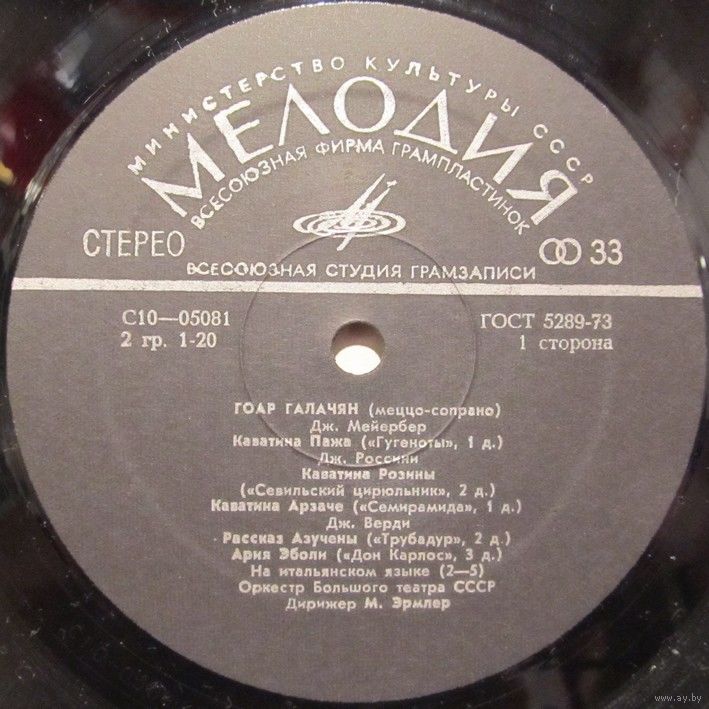 МИНИСТЕРСТВО КУЛЬТУРЫ СССР
МЕЛОДИЯ
ВСЕСОЮЗНАЯ ФИРМА ГРАМПЛАСТИНОК
СТЕРЕО
33
ВСЕСОЮЗНАЯ СТУДИЯ ГРАМЗАПИСИ
С10—05081
ГОСТ 5289-73
2 гр. 1-20
1 сторона
ГОАР ГАЛАЧЯН (меццо-сопрано)
Дж. Мейербер
Каватина Пажа («Гугеноты», 1 д.)
Дж. Россини
Каватина Розины
(«Севильский цирюльник», 2 д.)
Каватина Арзаче («Семирамида», 1 д.)
Дж. Верди
Рассказ Азучены («Трубадур», 2 д.)
Ария Эболи («Дон Карлос», 3 д.)
На итальянском языке (2—5)
Оркестр Большого театра СССР
Дирижер М. Эрмлер
www.ay.by